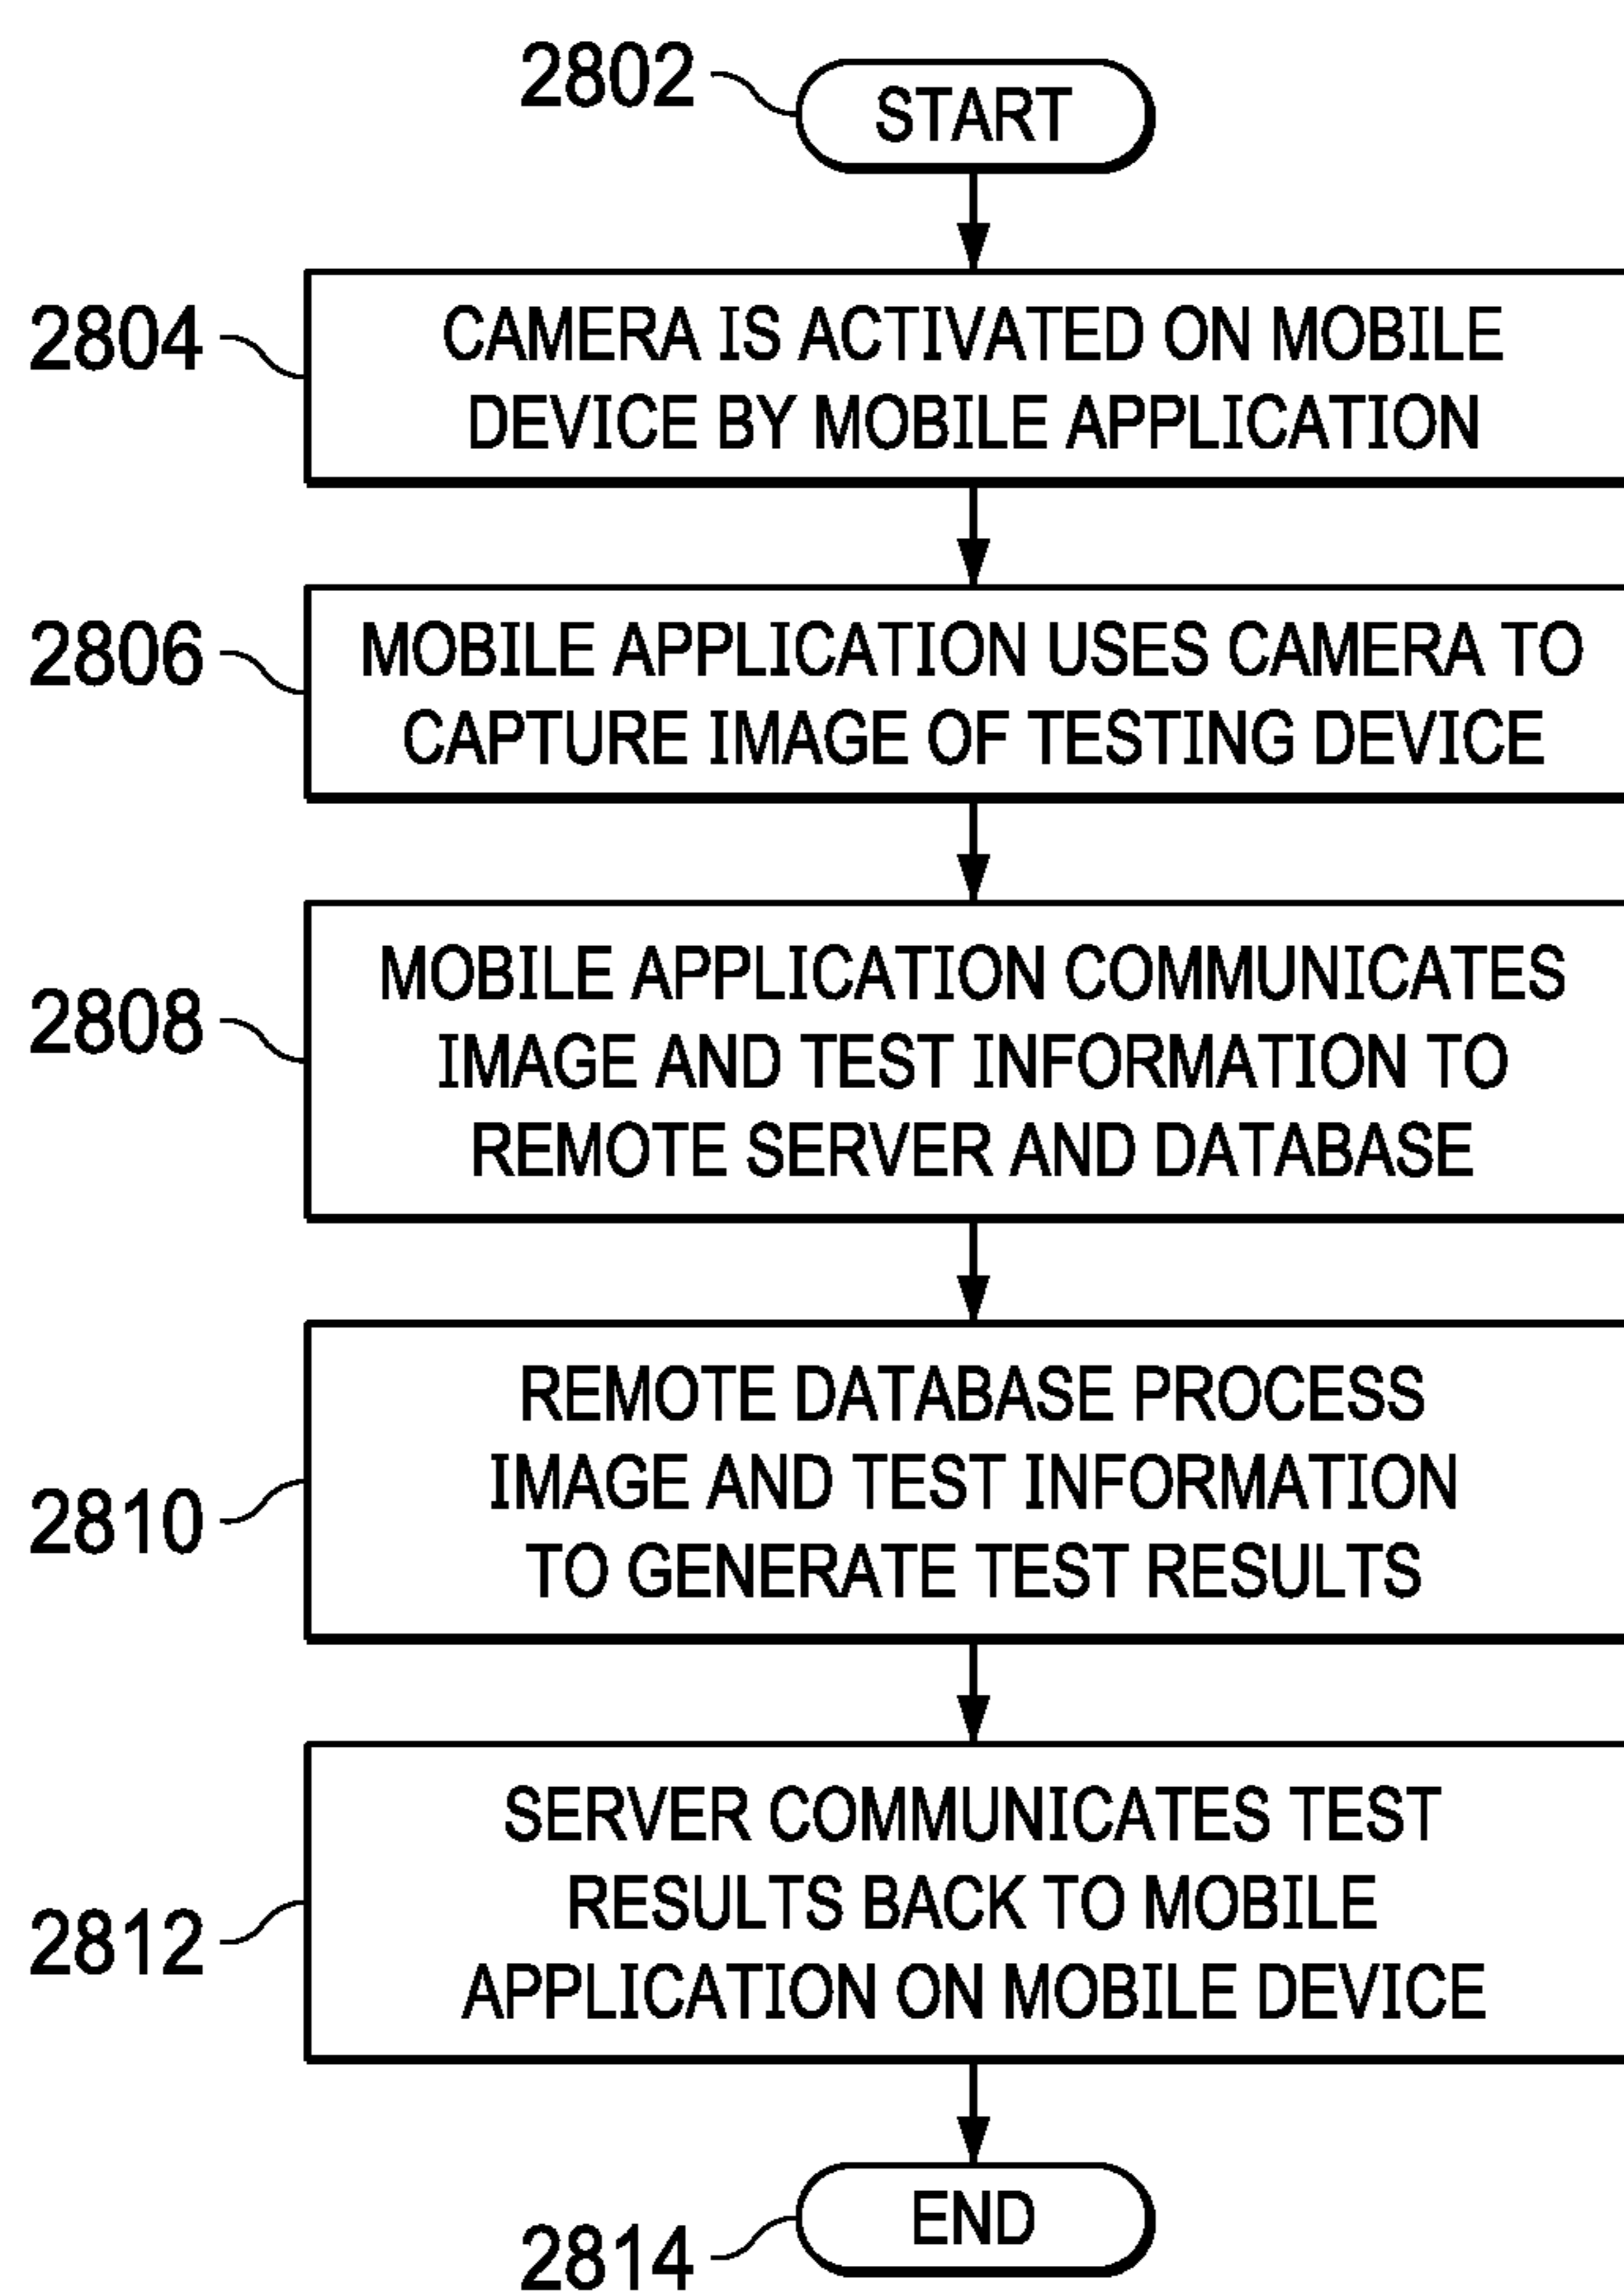 2802
START
2804
CAMERA IS ACTIVATED ON MOBILE
DEVICE BY MOBILE APPLICATION
2806
MOBILE APPLICATION USES CAMERA TO
CAPTURE IMAGE OF TESTING DEVICE
2808
MOBILE APPLICATION COMMUNICATES
IMAGE AND TEST INFORMATION TO
REMOTE SERVER AND DATABASE
2810
REMOTE DATABASE PROCESS
IMAGE AND TEST INFORMATION
TO GENERATE TEST RESULTS
2812
SERVER COMMUNICATES TEST
RESULTS BACK TO MOBILE
APPLICATION ON MOBILE DEVICE
2814
END